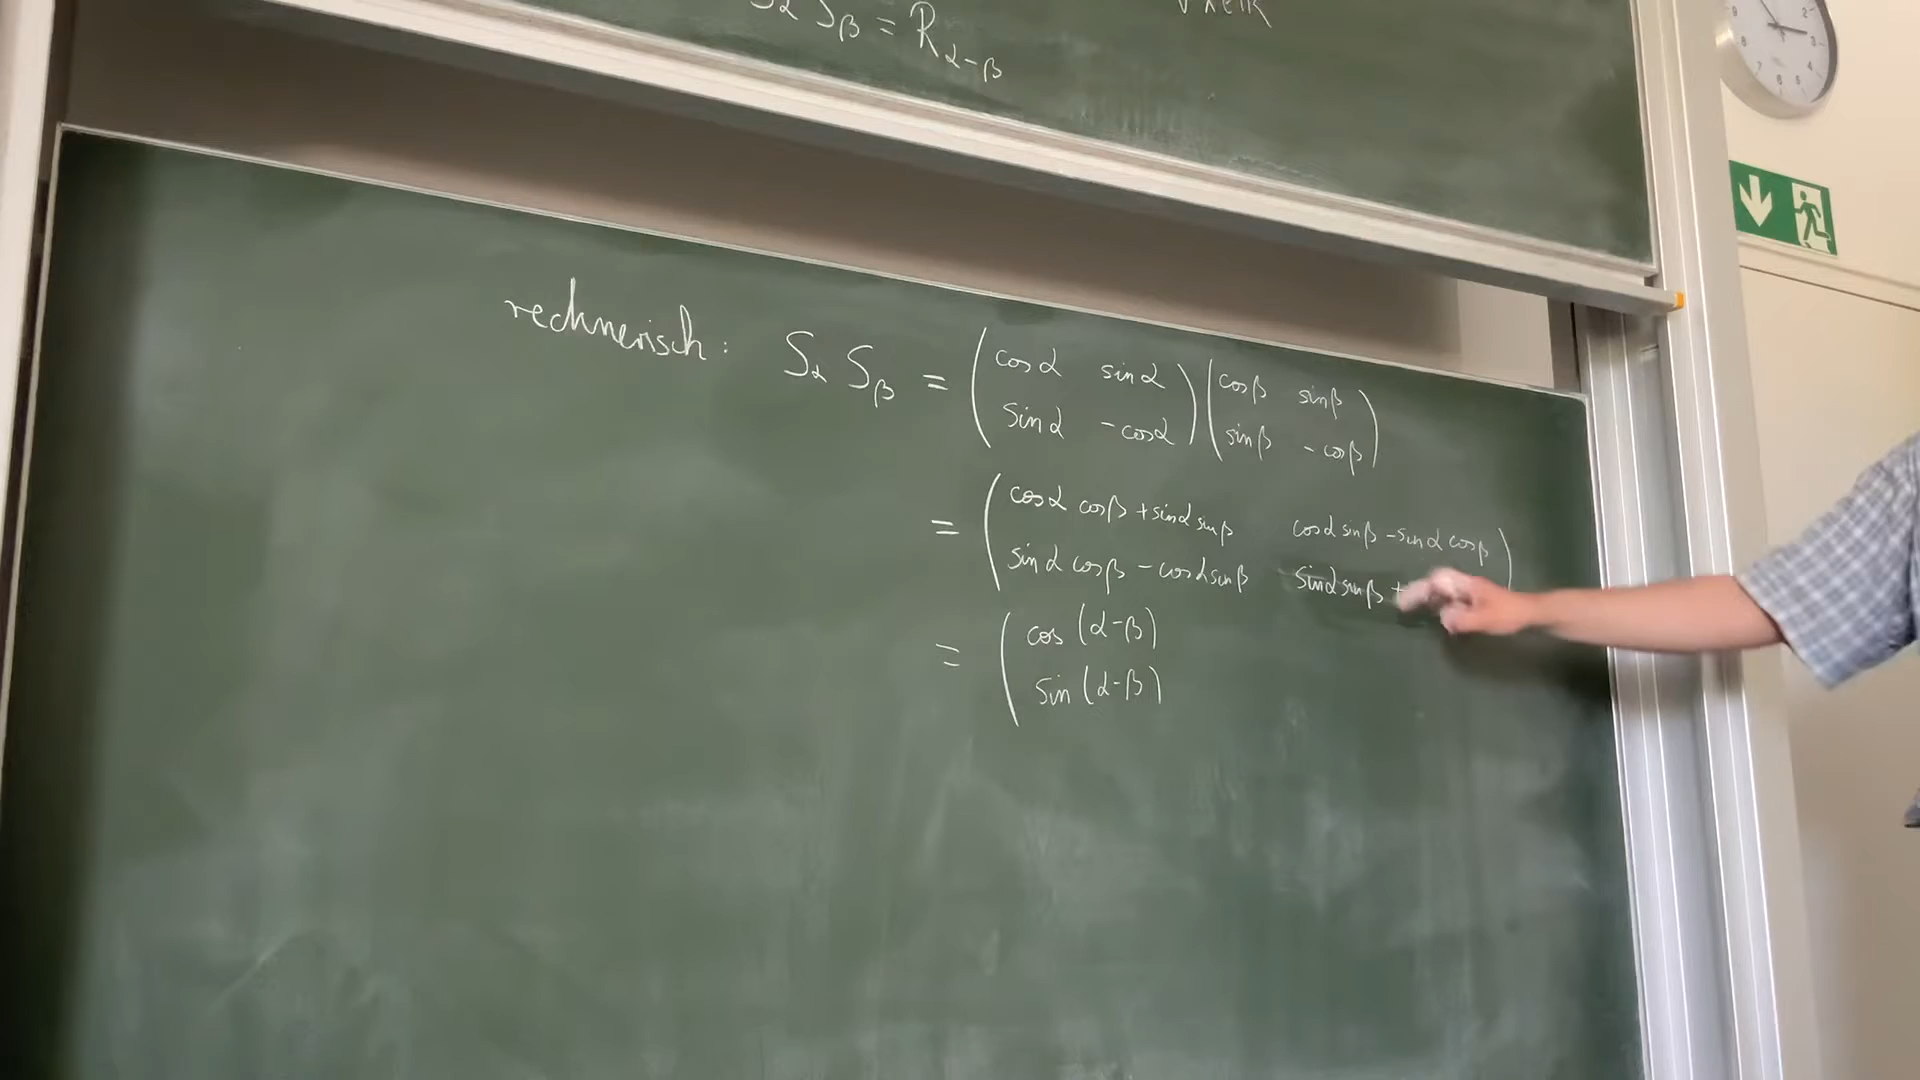 S_α S_β = R_{α-β}
rechnerisch: S_α S_β = ( cos α sin α ) ( cos β sin β )
( sin α - cos α ) ( sin β - cos β )
= ( cos α cos β + sin α sin β cos α sin β - sin α cos β )
( sin α cos β - cos α sin β sin α sin β +
= ( cos (α-β)
sin (α-β)